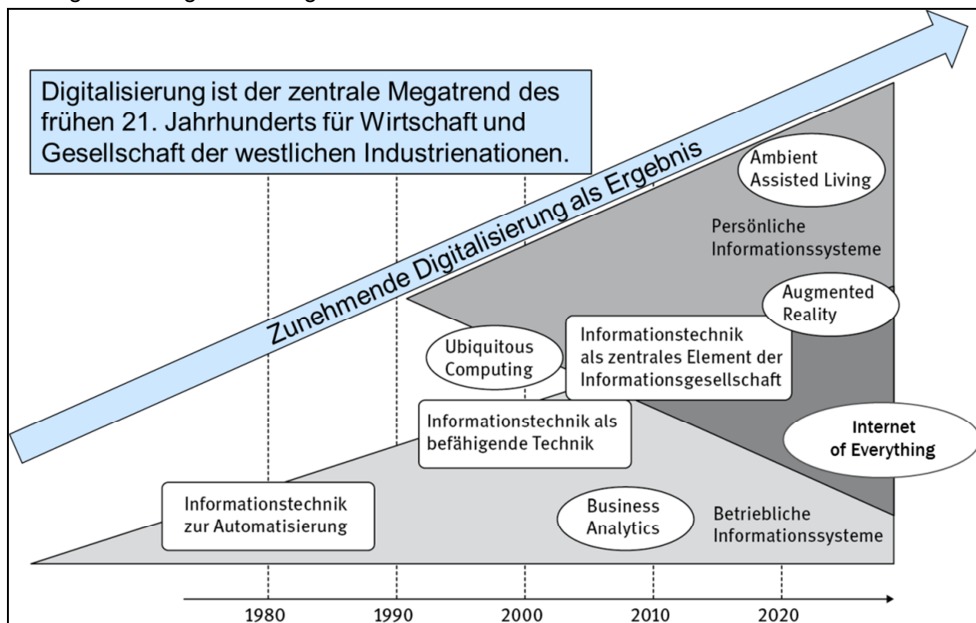 Digitalisierung ist der zentrale Megatrend des
frühen 21. Jahrhunderts für Wirtschaft und
Gesellschaft der westlichen Industrienationen.
Zunehmende Digitalisierung als Ergebnis
Ambient
Assisted Living
Persönliche
Informationssysteme
Augmented
Reality
Ubiquitous
Computing
Informationstechnik
als zentrales Element der
Informationsgesellschaft
Informationstechnik als
befähigende Technik
Internet
of Everything
Informationstechnik
zur Automatisierung
Business
Analytics
Betriebliche
Informationssysteme
1980 1990 2000 2010 2020